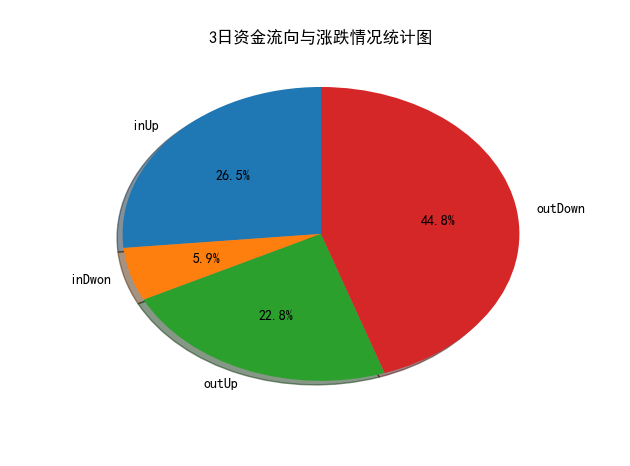 3日资金流向与涨跌情况统计图
inUp
26.5%
44.8%
outDown
5.9%
inDwon
22.8%
outUp